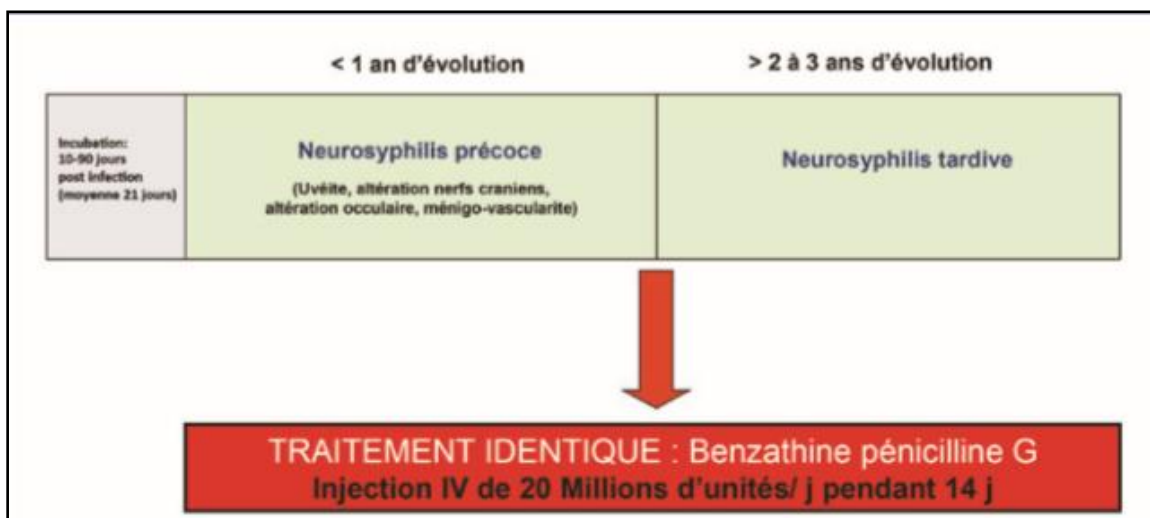 < 1 an d'évolution
> 2 à 3 ans d'évolution
Incubation:
10-90 jours
post infection
(moyenne 21 jours)
Neurosyphilis précoce
(Uvéite, altération nerfs craniens,
altération occulaire, ménigo-vascularite)
Neurosyphilis tardive
TRAITEMENT IDENTIQUE : Benzathine pénicilline G
Injection IV de 20 Millions d'unités/ j pendant 14 j